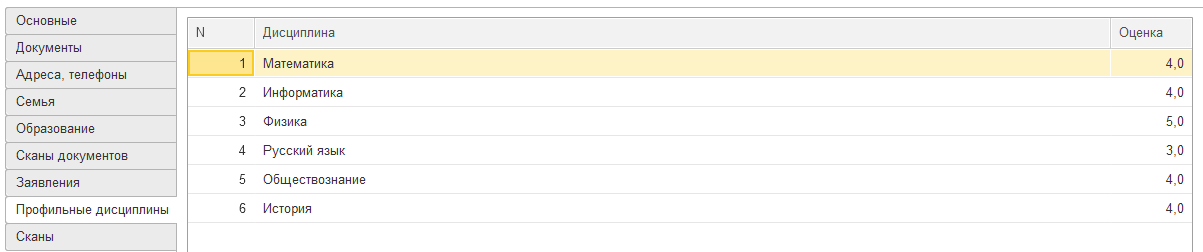 Основные
Документы
Адреса, телефоны
Семья
Образование
Сканы документов
Заявления
Профильные дисциплины
Сканы
N Дисциплина Оценка
1 Математика 4,0
2 Информатика 4,0
3 Физика 5,0
4 Русский язык 3,0
5 Обществознание 4,0
6 История 4,0